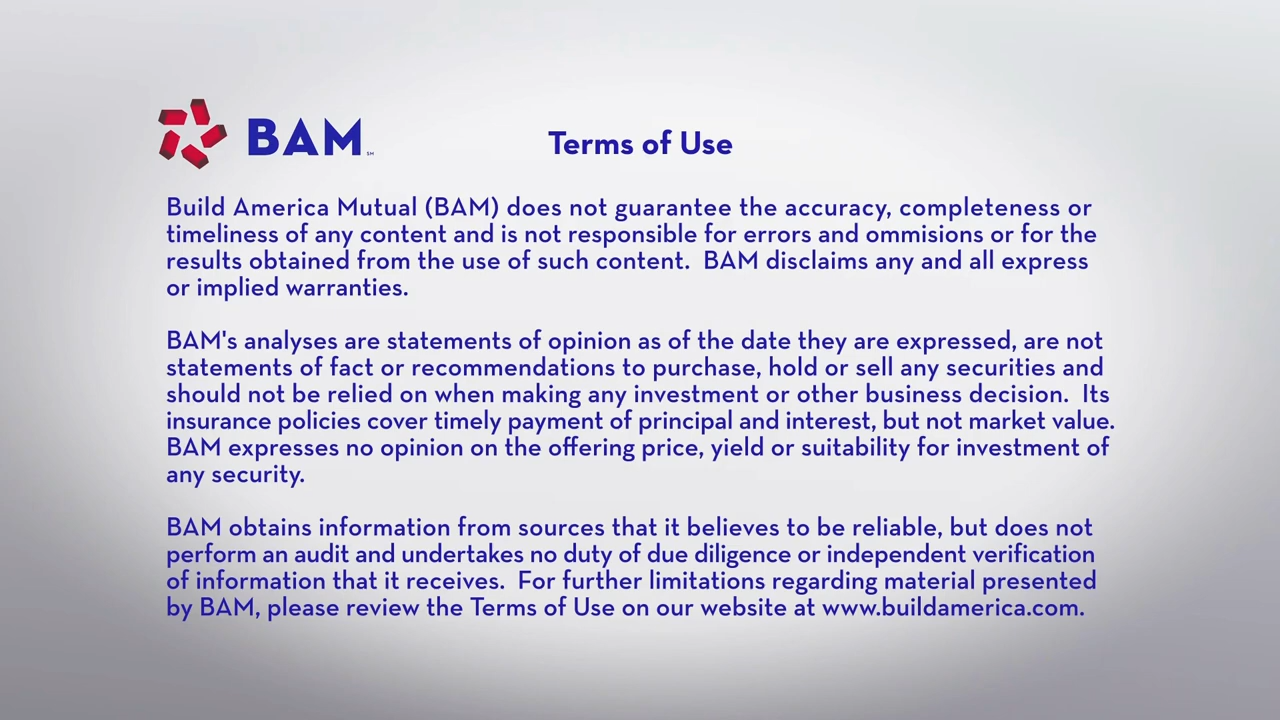 BAM SM
Terms of Use
Build America Mutual (BAM) does not guarantee the accuracy, completeness or
timeliness of any content and is not responsible for errors and ommisions or for the
results obtained from the use of such content.  BAM disclaims any and all express
or implied warranties.
BAM's analyses are statements of opinion as of the date they are expressed, are not
statements of fact or recommendations to purchase, hold or sell any securities and
should not be relied on when making any investment or other business decision.  Its
insurance policies cover timely payment of principal and interest, but not market value.
BAM expresses no opinion on the offering price, yield or suitability for investment of
any security.
BAM obtains information from sources that it believes to be reliable, but does not
perform an audit and undertakes no duty of due diligence or independent verification
of information that it receives.  For further limitations regarding material presented
by BAM, please review the Terms of Use on our website at www.buildamerica.com.